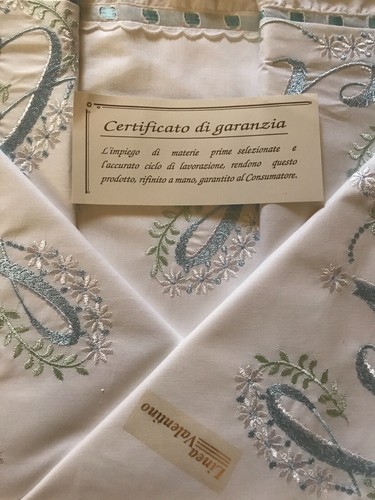 Certificato di garanzia
L'impiego di materie prime selezionate e
l'accurato ciclo di lavorazione, rendono questo
prodotto, rifinito a mano, garantito al Consumatore.
Linea
Valentino